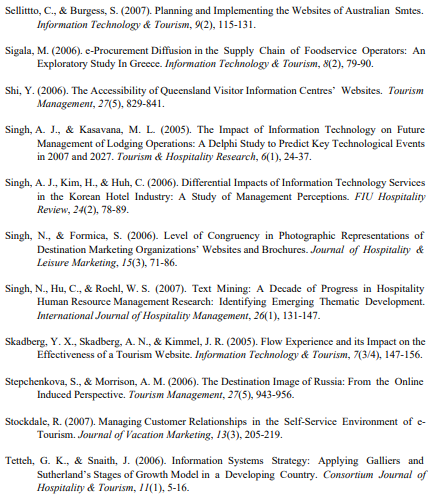 Sellittto, C., & Burgess, S. (2007). Planning and Implementing the Websites of Australian Smtes.
Information Technology & Tourism, 9(2), 115-131.
Sigala, M. (2006). e-Procurement Diffusion in the Supply Chain of Foodservice Operators: An
Exploratory Study In Greece. Information Technology & Tourism, 8(2), 79-90.
Shi, Y. (2006). The Accessibility of Queensland Visitor Information Centres' Websites. Tourism
Management, 27(5), 829-841.
Singh, A. J., & Kasavana, M. L. (2005). The Impact of Information Technology on Future
Management of Lodging Operations: A Delphi Study to Predict Key Technological Events
in 2007 and 2027. Tourism & Hospitality Research, 6(1), 24-37.
Singh, A. J., Kim, H., & Huh, C. (2006). Differential Impacts of Information Technology Services
in the Korean Hotel Industry: A Study of Management Perceptions. FIU Hospitality
Review, 24(2), 78-89.
Singh, N., & Formica, S. (2006). Level of Congruency in Photographic Representations of
Destination Marketing Organizations' Websites and Brochures. Journal of Hospitality &
Leisure Marketing, 15(3), 71-86.
Singh, N., Hu, C., & Roehl, W. S. (2007). Text Mining: A Decade of Progress in Hospitality
Human Resource Management Research: Identifying Emerging Thematic Development.
International Journal of Hospitality Management, 26(1), 131-147.
Skadberg, Y. X., Skadberg, A. N., & Kimmel, J. R. (2005). Flow Experience and its Impact on the
Effectiveness of a Tourism Website. Information Technology & Tourism, 7(3/4), 147-156.
Stepchenkova, S., & Morrison, A. M. (2006). The Destination Image of Russia: From the Online
Induced Perspective. Tourism Management, 27(5), 943-956.
Stockdale, R. (2007). Managing Customer Relationships in the Self-Service Environment of e-
Tourism. Journal of Vacation Marketing, 13(3), 205-219.
Tetteh, G. K., & Snaith, J. (2006). Information Systems Strategy: Applying Galliers and
Sutherland's Stages of Growth Model in a Developing Country. Consortium Journal of
Hospitality & Tourism, 11(1), 5-16.